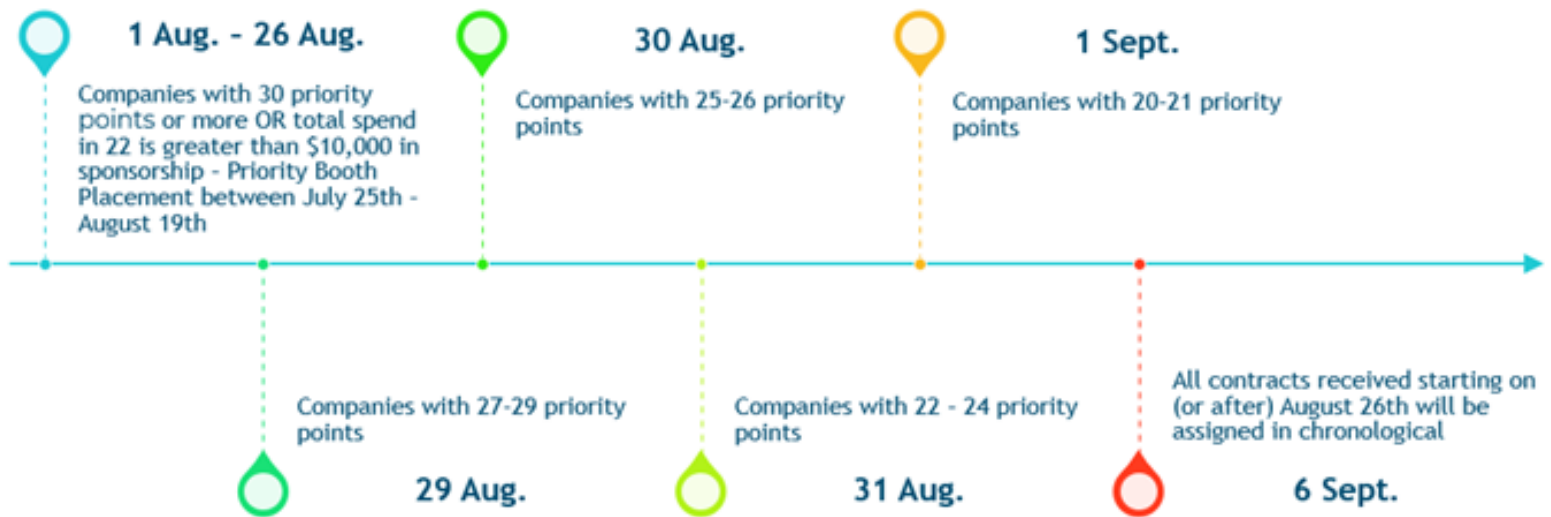 1 Aug. – 26 Aug.
Companies with 30 priority
points or more OR total spend
in 22 is greater than $10,000 in
sponsorship - Priority Booth
Placement between July 25th -
August 19th
29 Aug.
Companies with 27-29 priority
points
30 Aug.
Companies with 25-26 priority
points
31 Aug.
Companies with 22 - 24 priority
points
1 Sept.
Companies with 20-21 priority
points
6 Sept.
All contracts received starting on
(or after) August 26th will be
assigned in chronological